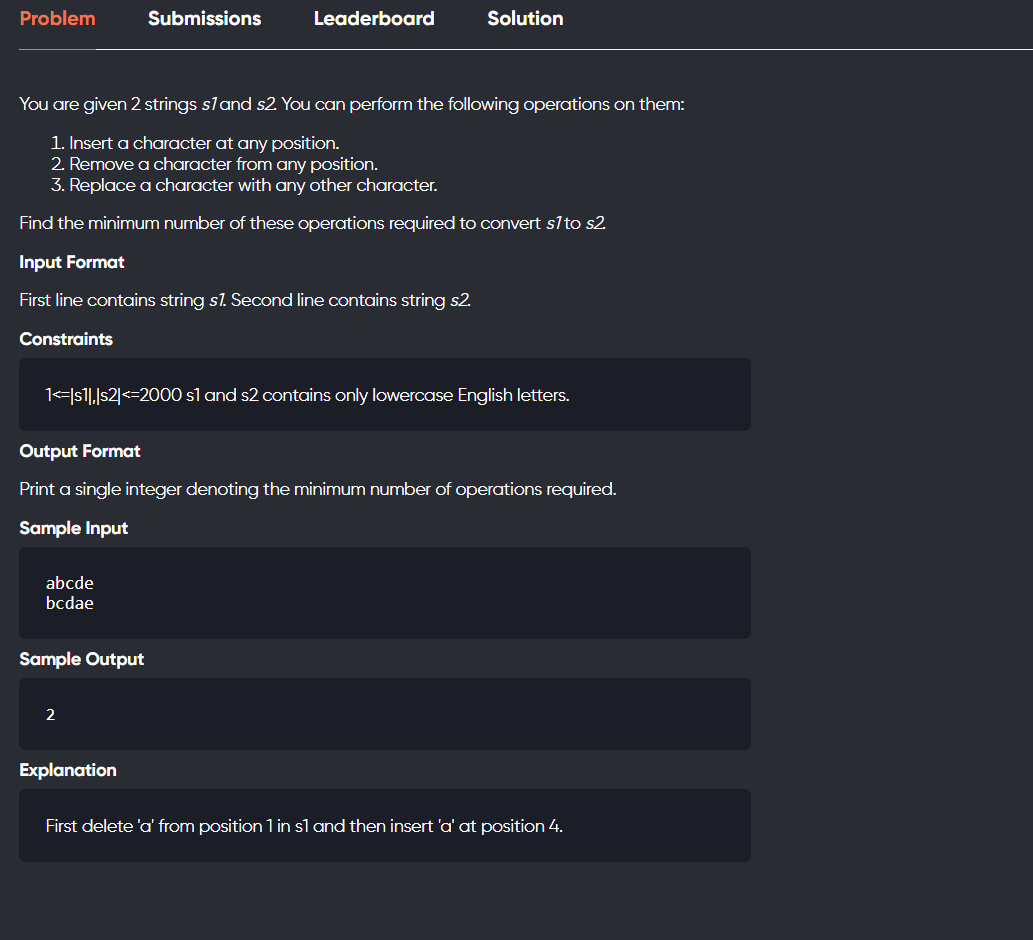 Problem Submissions Leaderboard Solution
You are given 2 strings s1 and s2. You can perform the following operations on them:
1. Insert a character at any position.
2. Remove a character from any position.
3. Replace a character with any other character.
Find the minimum number of these operations required to convert s1 to s2.
Input Format
First line contains string s1. Second line contains string s2.
Constraints
1<=|s1|,|s2|<=2000 s1 and s2 contains only lowercase English letters.
Output Format
Print a single integer denoting the minimum number of operations required.
Sample Input
abcde
bcdae
Sample Output
2
Explanation
First delete 'a' from position 1 in s1 and then insert 'a' at position 4.